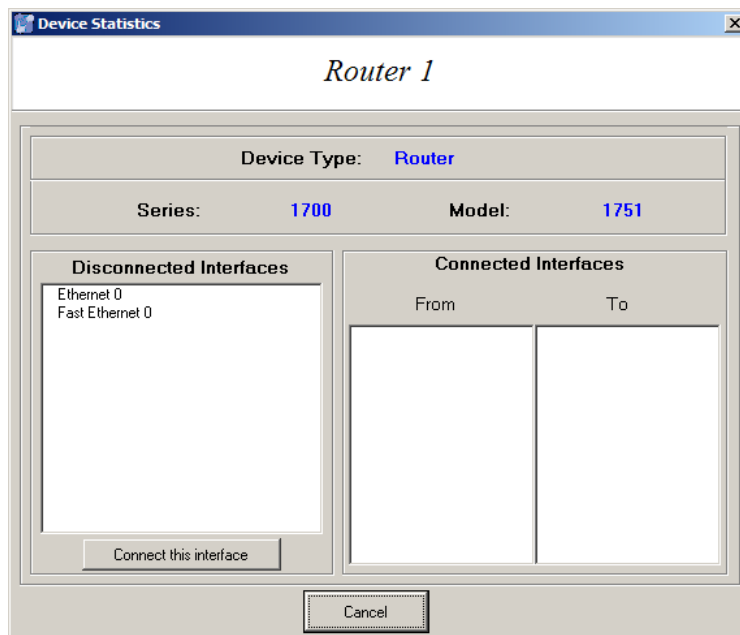 Device Statistics
Router 1
Device Type: Router
Series: 1700 Model: 1751
Disconnected Interfaces
Ethernet 0
Fast Ethernet 0
Connect this interface
Connected Interfaces
From To
Cancel